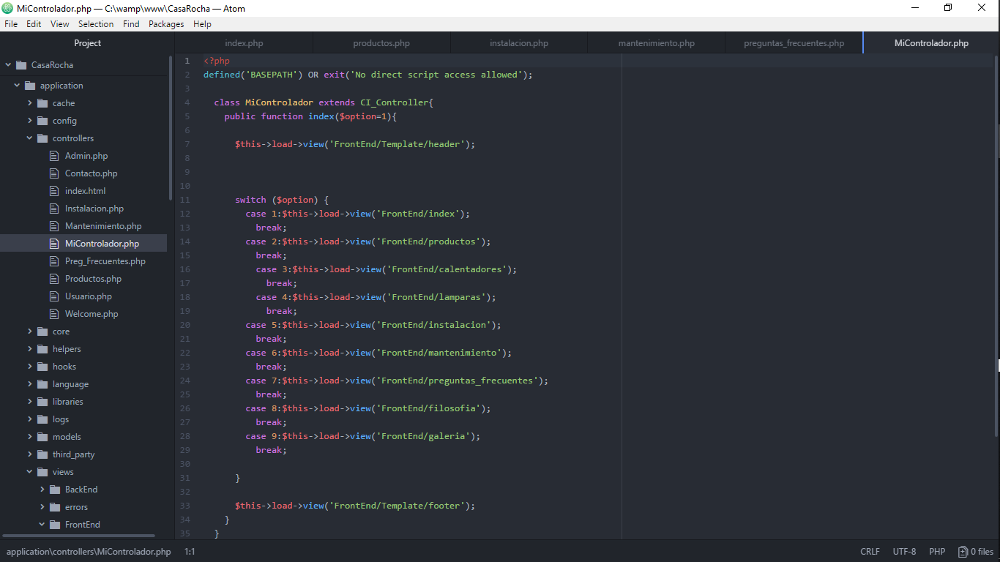 MiControlador.php — C:\wamp\www\CasaRocha — Atom
File Edit View Selection Find Packages Help
Project
index.php productos.php instalacion.php mantenimiento.php preguntas_frecuentes.php MiControlador.php
CasaRocha
application
cache
config
controllers
Admin.php
Contacto.php
index.html
Instalacion.php
Mantenimiento.php
MiControlador.php
Preg_Frecuentes.php
Productos.php
Usuario.php
Welcome.php
core
helpers
hooks
language
libraries
logs
models
third_party
views
BackEnd
errors
FrontEnd
1 <?php
2 defined('BASEPATH') OR exit('No direct script access allowed');
3
4 class MiControlador extends CI_Controller{
5 public function index($option=1){
6
7 $this->load->view('FrontEnd/Template/header');
8
9
10
11 switch ($option) {
12 case 1:$this->load->view('FrontEnd/index');
13 break;
14 case 2:$this->load->view('FrontEnd/productos');
15 break;
16 case 3:$this->load->view('FrontEnd/calentadores');
17 break;
18 case 4:$this->load->view('FrontEnd/lamparas');
19 break;
20 case 5:$this->load->view('FrontEnd/instalacion');
21 break;
22 case 6:$this->load->view('FrontEnd/mantenimiento');
23 break;
24 case 7:$this->load->view('FrontEnd/preguntas_frecuentes');
25 break;
26 case 8:$this->load->view('FrontEnd/filosofia');
27 break;
28 case 9:$this->load->view('FrontEnd/galeria');
29 break;
30
31 }
32
33 $this->load->view('FrontEnd/Template/footer');
34 }
35 }
application\controllers\MiControlador.php 1:1 CRLF UTF-8 PHP 0 files